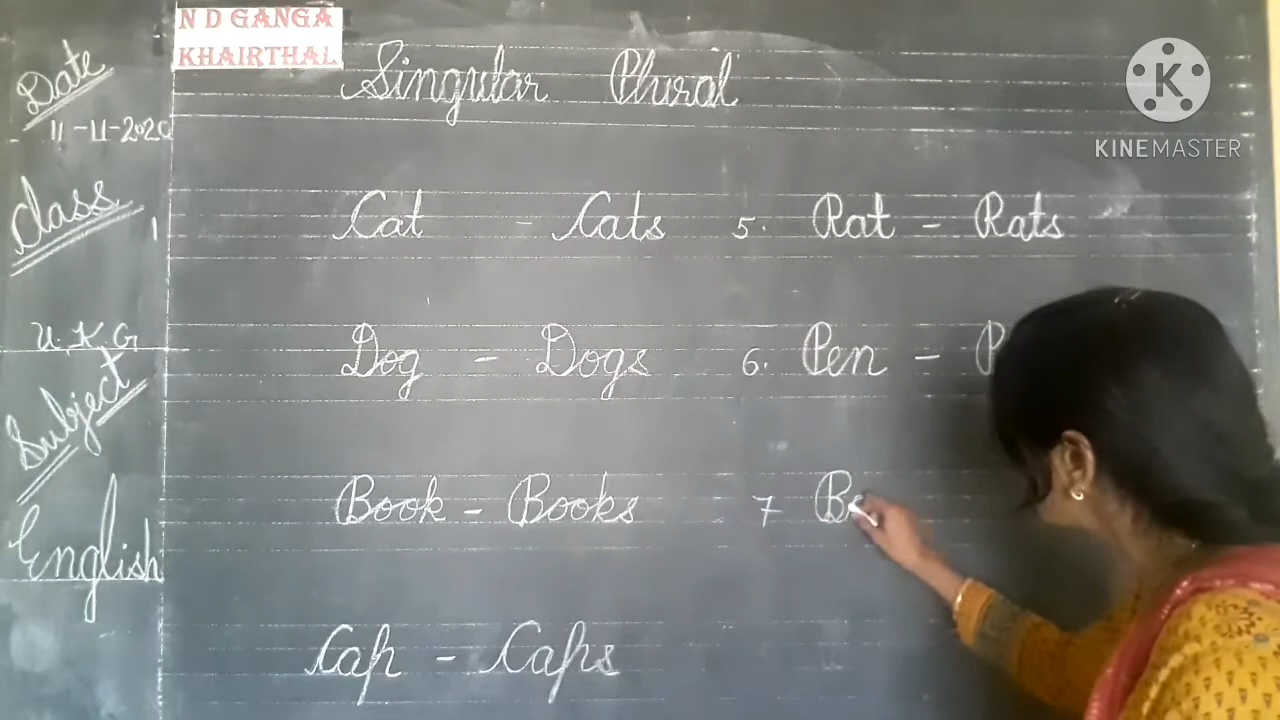 N D GANGA
KHAIRTHAL
KINEMASTER
Date
11-11-2020
Class
1
U.K.G
Subject
English
Singular Plural
Cat - Cats
Dog - Dogs
Book - Books
Cap - Caps
5. Rat - Rats
6. Pen - P
7 B